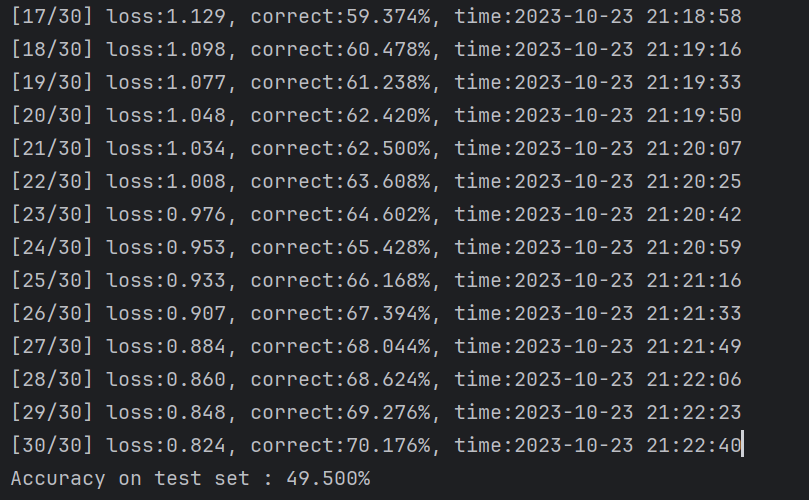 [17/30] loss:1.129, correct:59.374%, time:2023-10-23 21:18:58
[18/30] loss:1.098, correct:60.478%, time:2023-10-23 21:19:16
[19/30] loss:1.077, correct:61.238%, time:2023-10-23 21:19:33
[20/30] loss:1.048, correct:62.420%, time:2023-10-23 21:19:50
[21/30] loss:1.034, correct:62.500%, time:2023-10-23 21:20:07
[22/30] loss:1.008, correct:63.608%, time:2023-10-23 21:20:25
[23/30] loss:0.976, correct:64.602%, time:2023-10-23 21:20:42
[24/30] loss:0.953, correct:65.428%, time:2023-10-23 21:20:59
[25/30] loss:0.933, correct:66.168%, time:2023-10-23 21:21:16
[26/30] loss:0.907, correct:67.394%, time:2023-10-23 21:21:33
[27/30] loss:0.884, correct:68.044%, time:2023-10-23 21:21:49
[28/30] loss:0.860, correct:68.624%, time:2023-10-23 21:22:06
[29/30] loss:0.848, correct:69.276%, time:2023-10-23 21:22:23
[30/30] loss:0.824, correct:70.176%, time:2023-10-23 21:22:40
Accuracy on test set : 49.500%